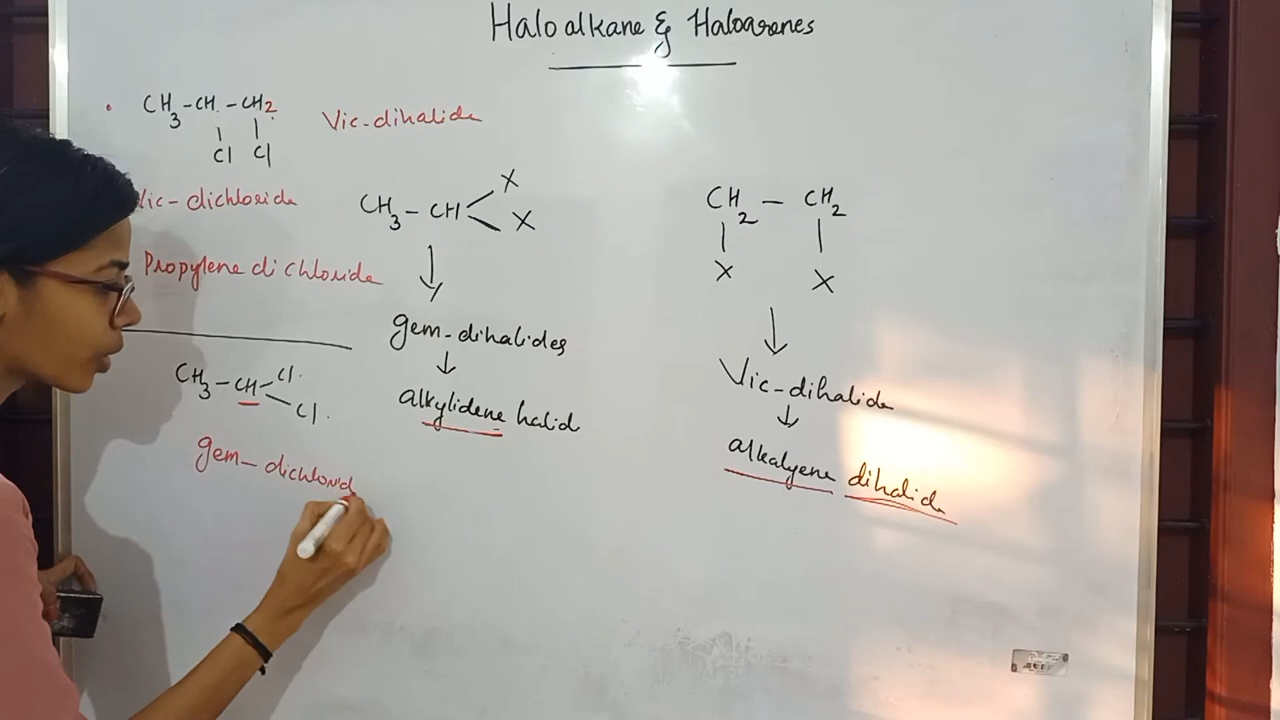 Haloalkane & Haloarenes
CH3-CH-CH2
Cl Cl
Vic-dihalide
Vic-dichloride
Propylene dichloride
CH3-CH-Cl
Cl
gem-dichlorid
CH3-CH X
X
gem-dihalides
alkylidene halid
CH2-CH2
X X
Vic-dihalide
alkalyene dihalide